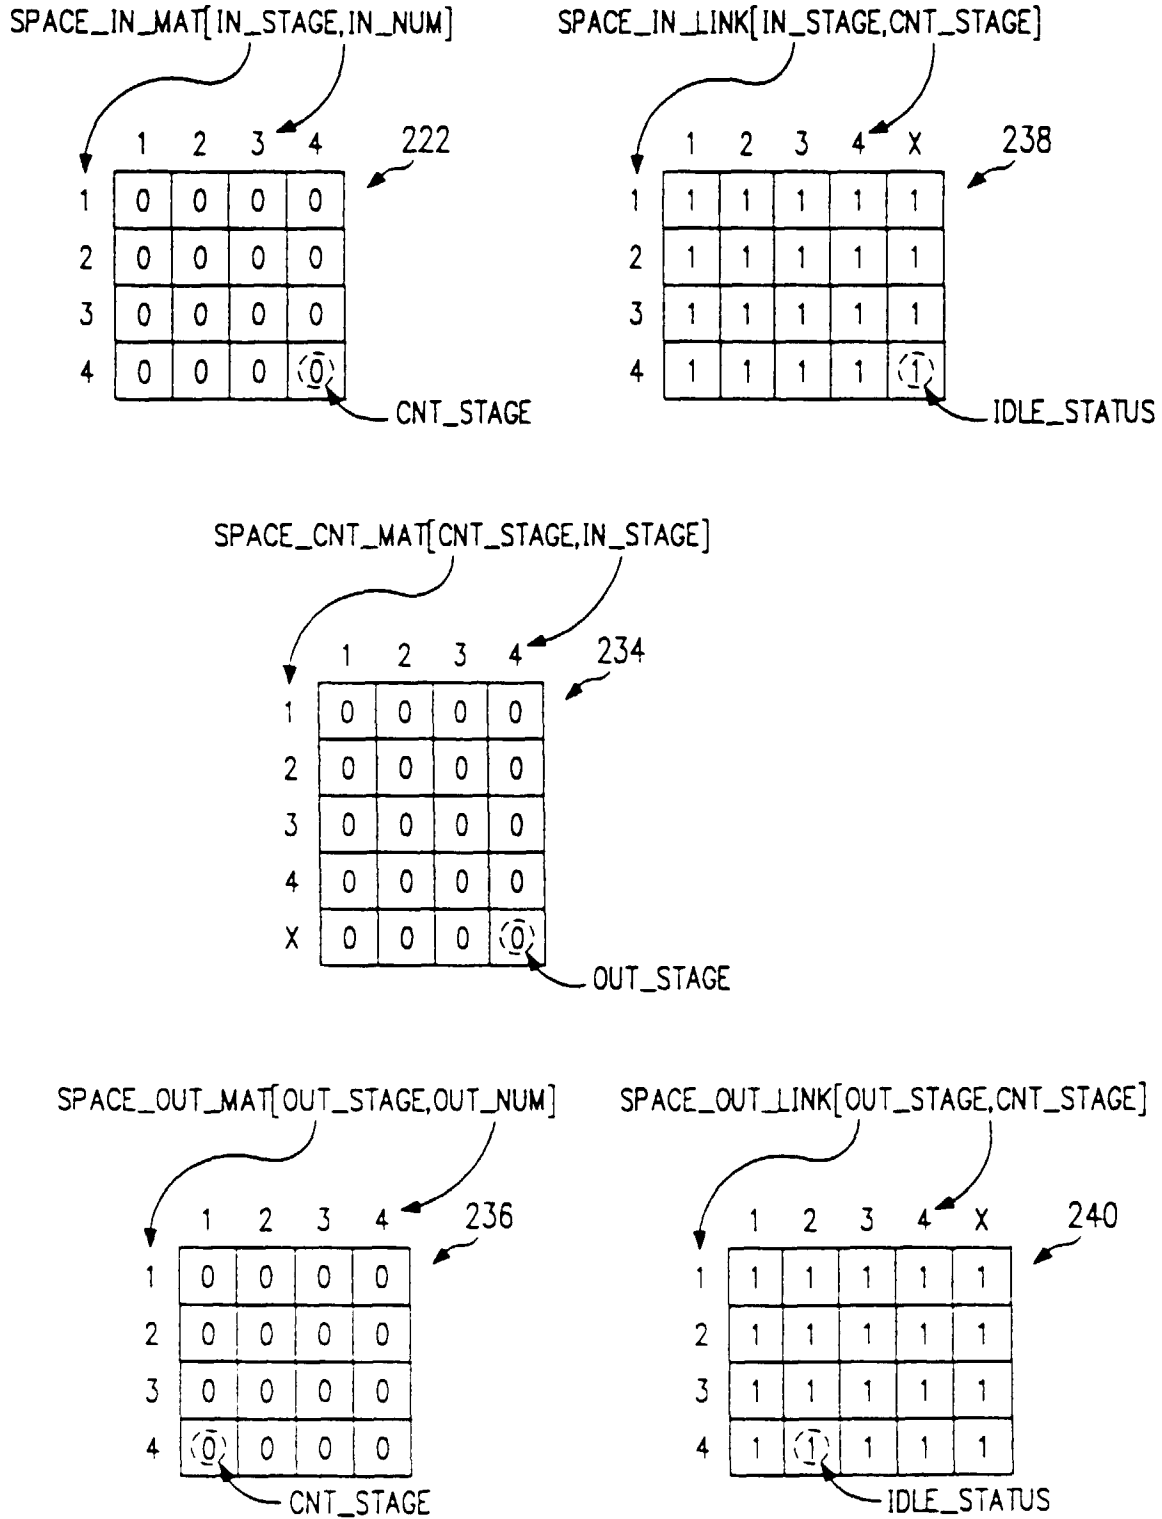 SPACE_IN_MAT[IN_STAGE,IN_NUM] SPACE_IN_LINK[IN_STAGE,CNT_STAGE]
1 2 3 4 222 1 2 3 4 X 238
1 0 0 0 0 1 1 1 1 1 1
2 0 0 0 0 2 1 1 1 1 1
3 0 0 0 0 3 1 1 1 1 1
4 0 0 0 0 4 1 1 1 1 1
CNT_STAGE IDLE_STATUS
SPACE_CNT_MAT[CNT_STAGE,IN_STAGE]
1 2 3 4 234
1 0 0 0 0
2 0 0 0 0
3 0 0 0 0
4 0 0 0 0
X 0 0 0 0
OUT_STAGE
SPACE_OUT_MAT[OUT_STAGE,OUT_NUM] SPACE_OUT_LINK[OUT_STAGE,CNT_STAGE]
1 2 3 4 236 1 2 3 4 X 240
1 0 0 0 0 1 1 1 1 1 1
2 0 0 0 0 2 1 1 1 1 1
3 0 0 0 0 3 1 1 1 1 1
4 0 0 0 0 4 1 1 1 1 1
CNT_STAGE IDLE_STATUS